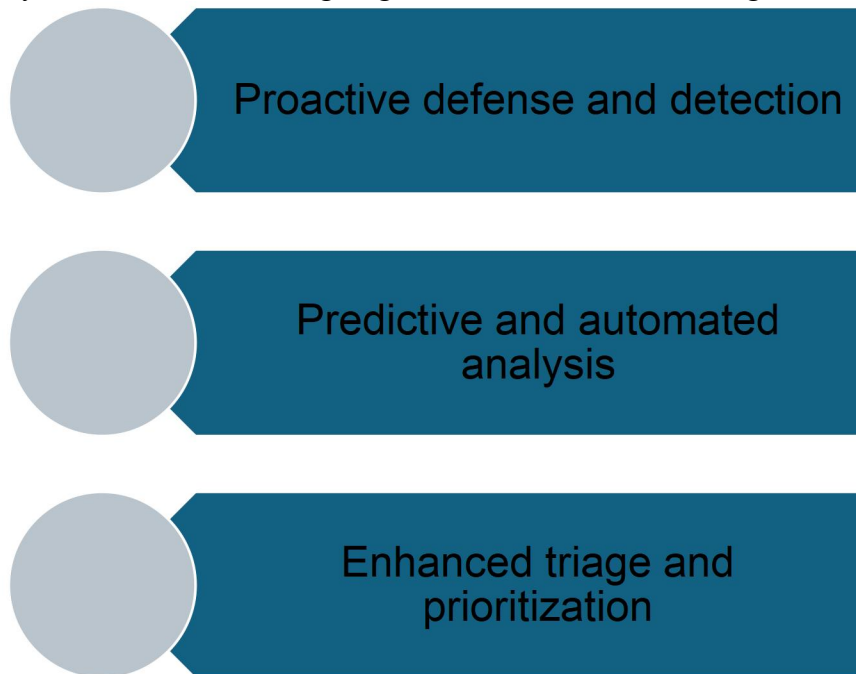 Proactive defense and detection
Predictive and automated
analysis
Enhanced triage and
prioritization